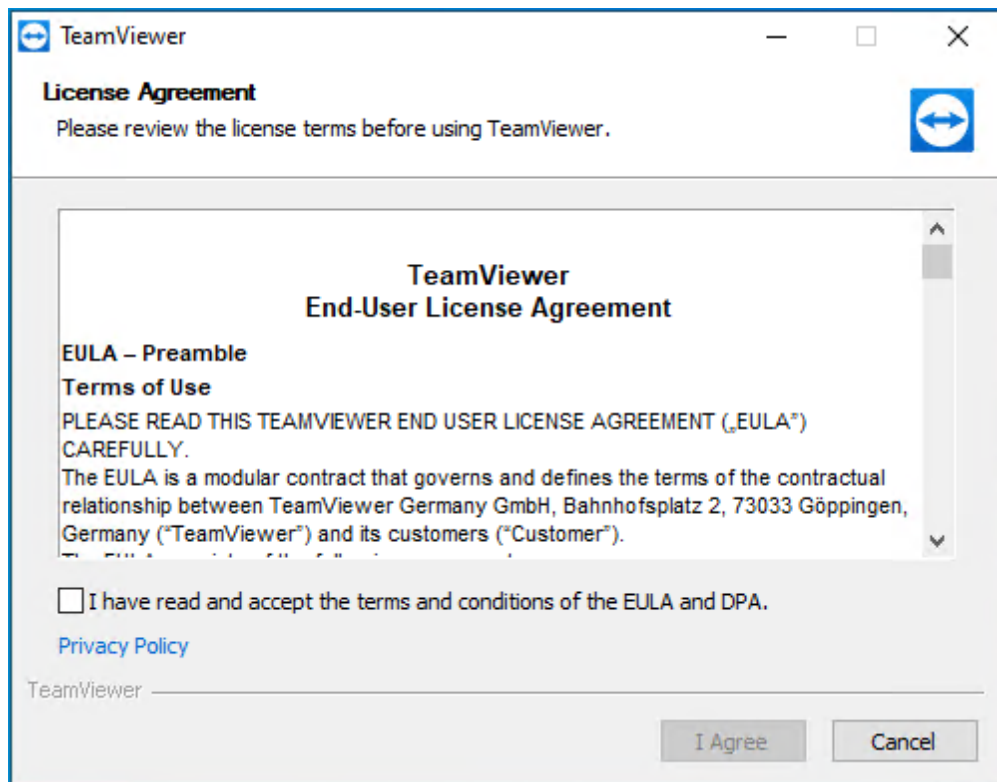 TeamViewer
License Agreement
Please review the license terms before using TeamViewer.
TeamViewer
End-User License Agreement
EULA – Preamble
Terms of Use
PLEASE READ THIS TEAMVIEWER END USER LICENSE AGREEMENT („EULA”)
CAREFULLY.
The EULA is a modular contract that governs and defines the terms of the contractual
relationship between TeamViewer Germany GmbH, Bahnhofsplatz 2, 73033 Göppingen,
Germany (“TeamViewer”) and its customers (“Customer”).
I have read and accept the terms and conditions of the EULA and DPA.
Privacy Policy
TeamViewer
I Agree
Cancel